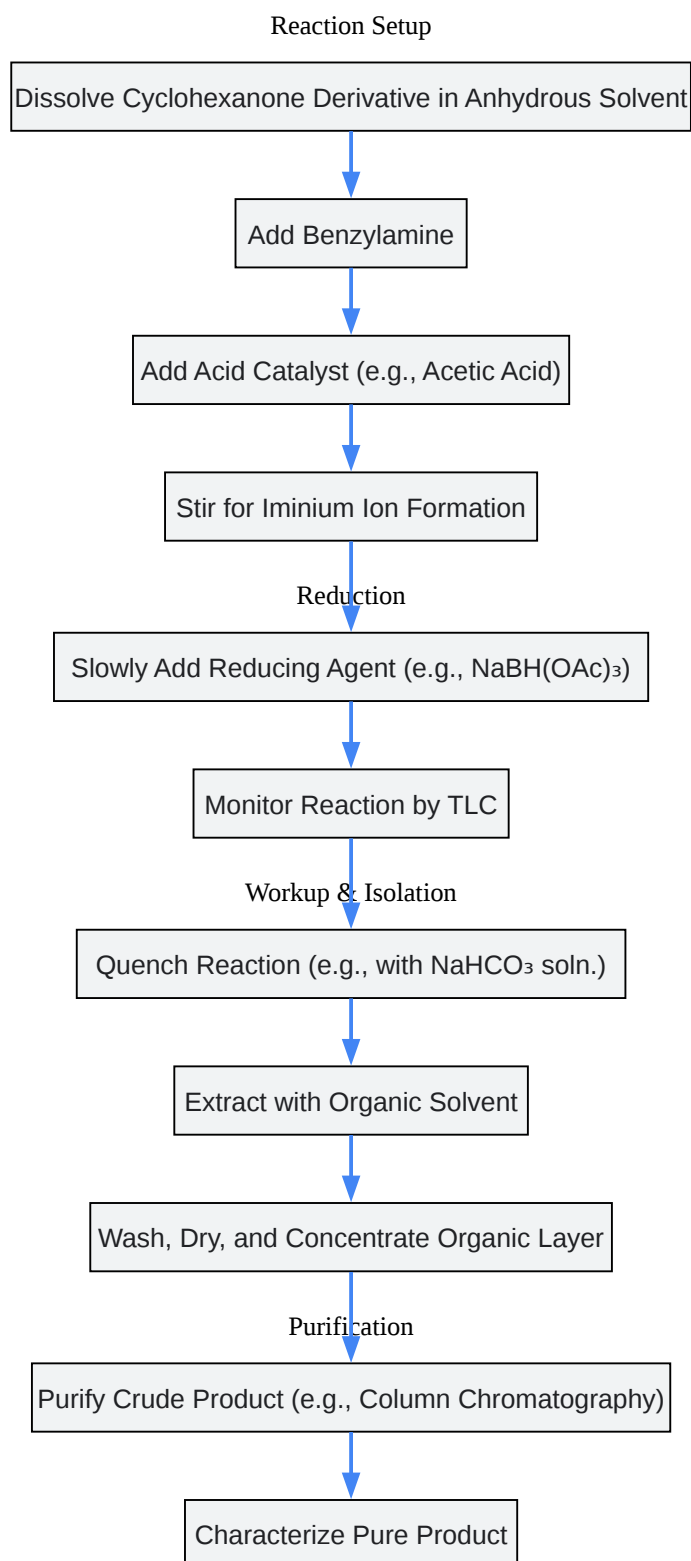 Reaction Setup
Dissolve Cyclohexanone Derivative in Anhydrous Solvent
Add Benzylamine
Add Acid Catalyst (e.g., Acetic Acid)
Stir for Iminium Ion Formation
Reduction
Slowly Add Reducing Agent (e.g., NaBH(OAc)₃)
Monitor Reaction by TLC
Workup & Isolation
Quench Reaction (e.g., with NaHCO₃ soln.)
Extract with Organic Solvent
Wash, Dry, and Concentrate Organic Layer
Purification
Purify Crude Product (e.g., Column Chromatography)
Characterize Pure Product